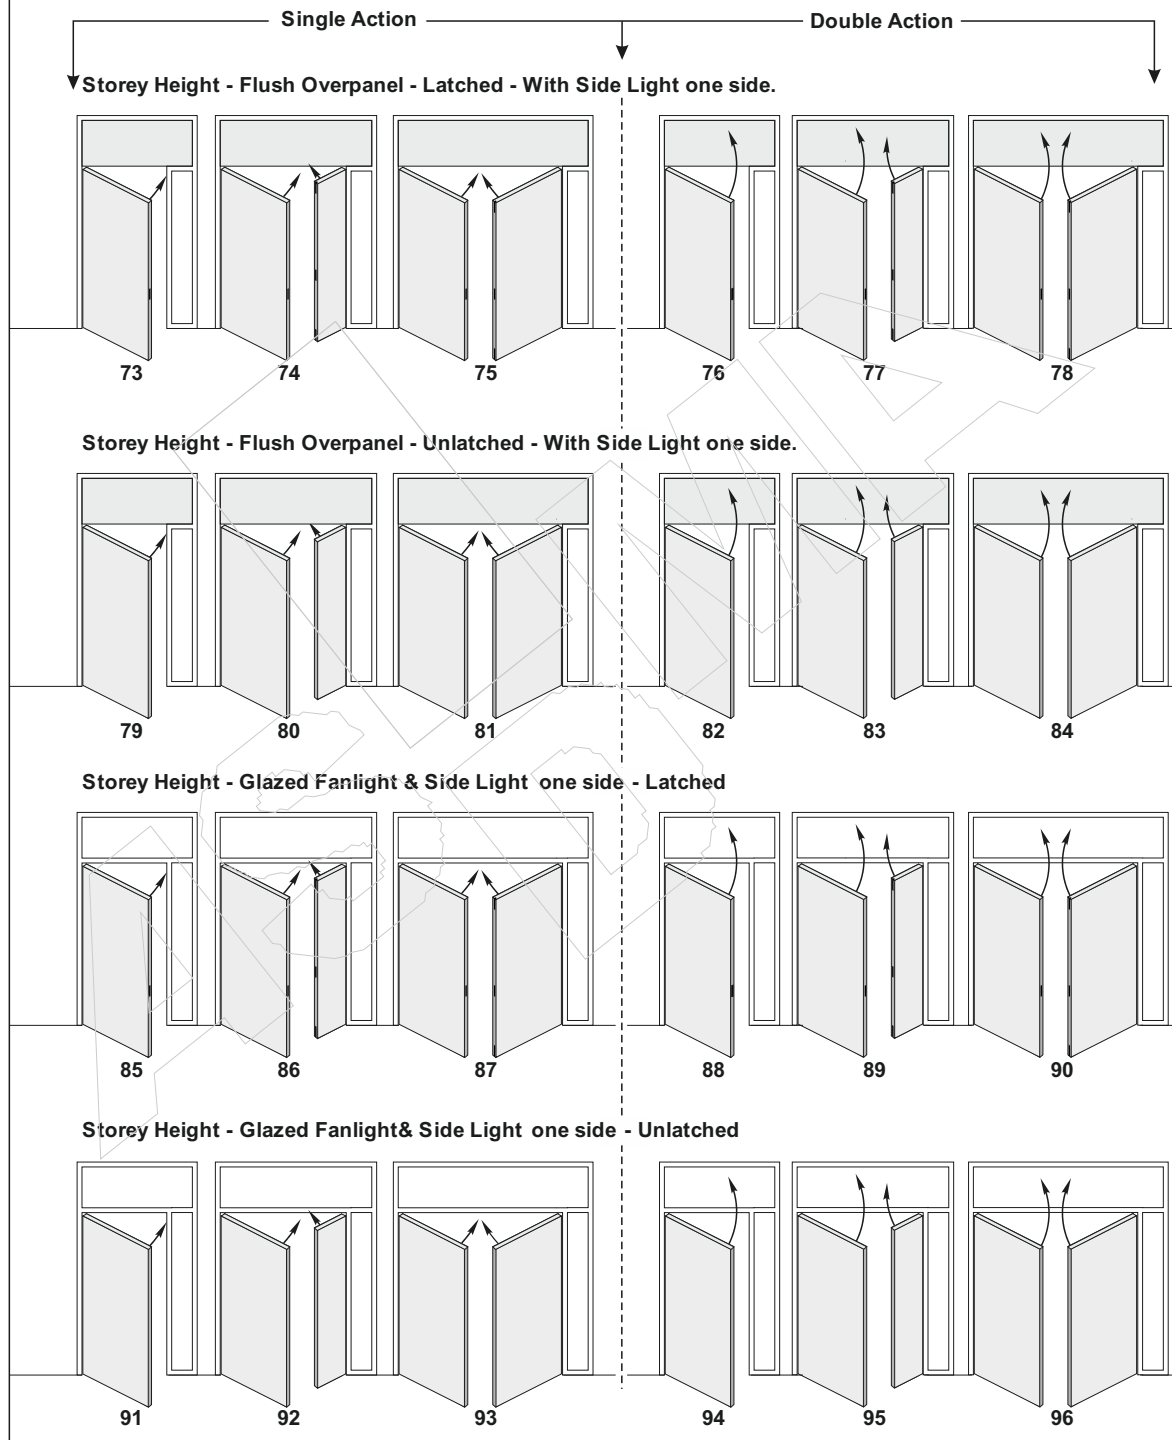 Single Action Double Action
Storey Height - Flush Overpanel - Latched - With Side Light one side.
73 74 75 76 77 78
Storey Height - Flush Overpanel - Unlatched - With Side Light one side.
79 80 81 82 83 84
Storey Height - Glazed Fanlight & Side Light one side - Latched
85 86 87 88 89 90
Storey Height - Glazed Fanlight& Side Light one side - Unlatched
91 92 93 94 95 96